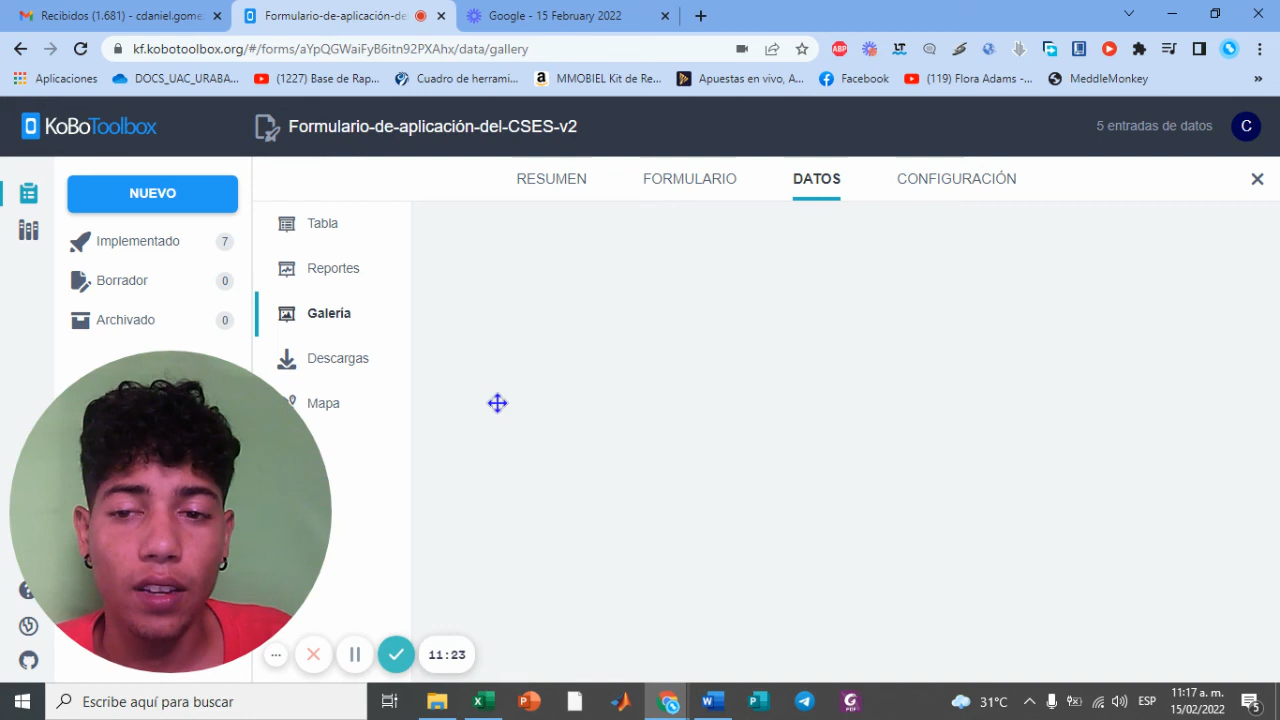 Recibidos (1.681) - cdaniel.gome
Formulario-de-aplicación-de
Google - 15 February 2022
kf.kobotoolbox.org/#/forms/aYpQGWaiFyB6itn92PXAhx/data/gallery
Aplicaciones
DOCS_UAC_URABA...
(1227) Base de Rap...
Cuadro de herrami...
MMOBIEL Kit de Re...
Apuestas en vivo, A...
Facebook
(119) Flora Adams -...
MeddleMonkey
»
KoBoToolbox
Formulario-de-aplicación-del-CSES-v2
5 entradas de datos
C
NUEVO
RESUMEN
FORMULARIO
DATOS
CONFIGURACIÓN
Implementado 7
Borrador 0
Archivado 0
Tabla
Reportes
Galería
Descargas
Mapa
11:23
Escribe aquí para buscar
31°C
ESP
11:17 a. m.
15/02/2022
5